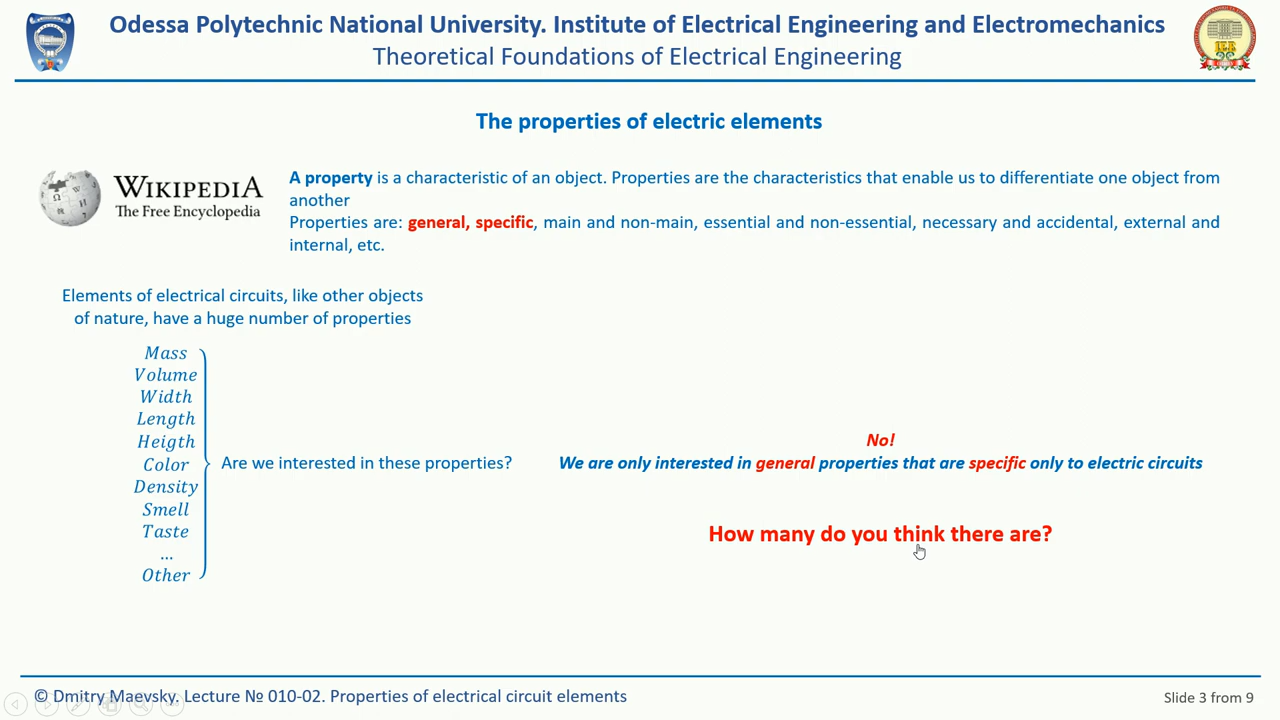 Odessa Polytechnic National University. Institute of Electrical Engineering and Electromechanics
Theoretical Foundations of Electrical Engineering
The properties of electric elements
WIKIPEDIA
The Free Encyclopedia
A property is a characteristic of an object. Properties are the characteristics that enable us to differentiate one object from
another
Properties are: general, specific, main and non-main, essential and non-essential, necessary and accidental, external and
internal, etc.
Elements of electrical circuits, like other objects
of nature, have a huge number of properties
Mass
Volume
Width
Length
Heigth
Color
Density
Smell
Taste
...
Other
Are we interested in these properties?
No!
We are only interested in general properties that are specific only to electric circuits
How many do you think there are?
© Dmitry Maevsky. Lecture № 010-02. Properties of electrical circuit elements
Slide 3 from 9